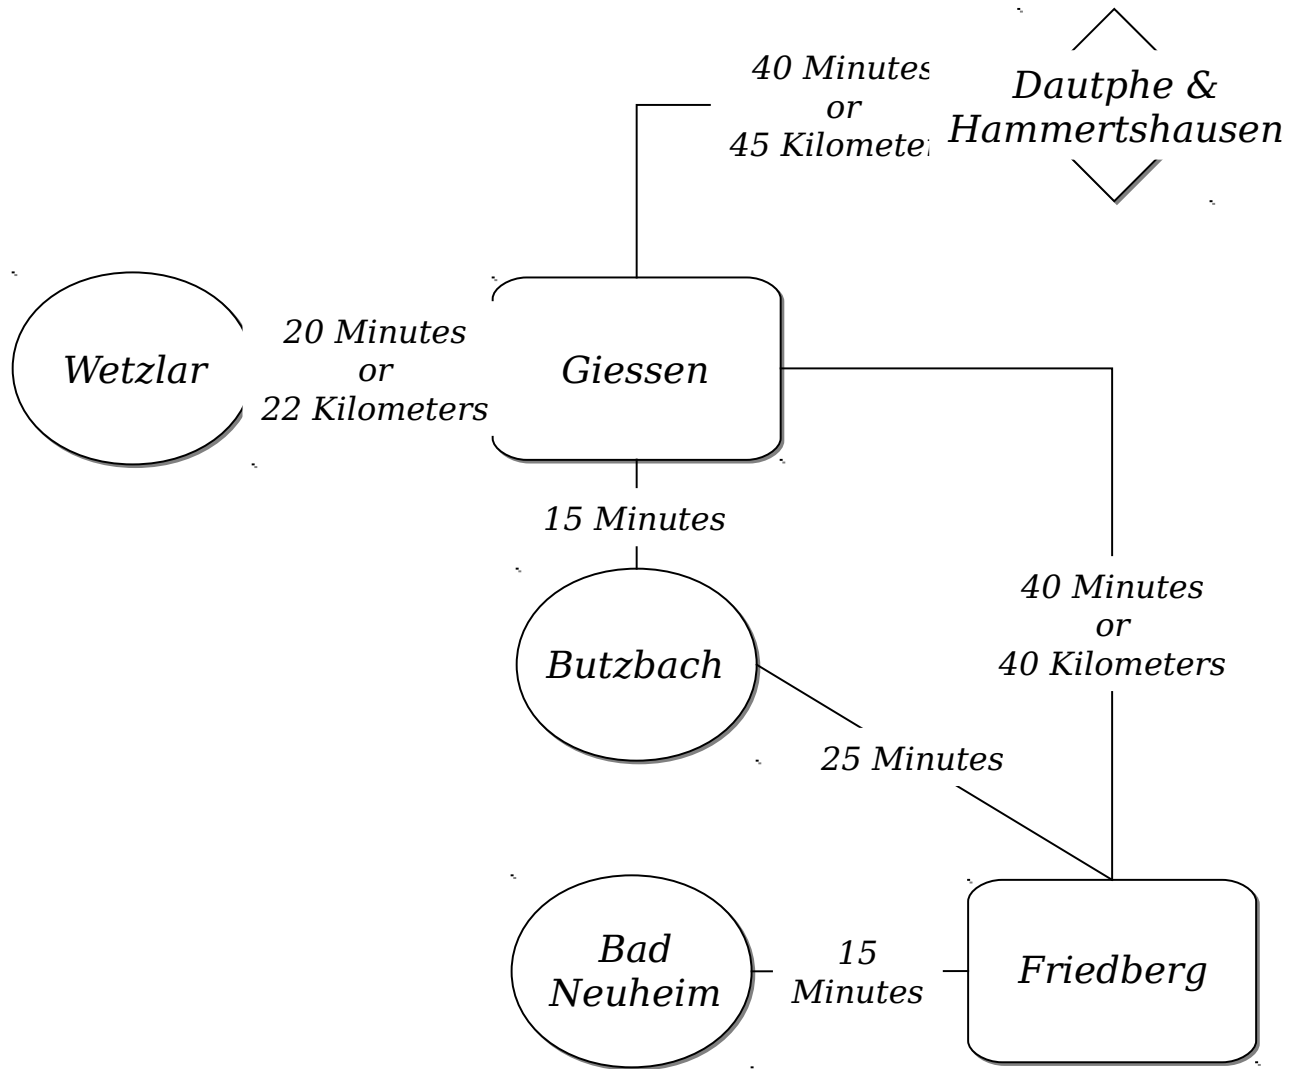 40 Minutes
or
45 Kilometer
Dautphe &
Hammertshausen
Wetzlar
20 Minutes
or
22 Kilometers
Giessen
15 Minutes
Butzbach
40 Minutes
or
40 Kilometers
25 Minutes
Bad
Neuheim
15
Minutes
Friedberg